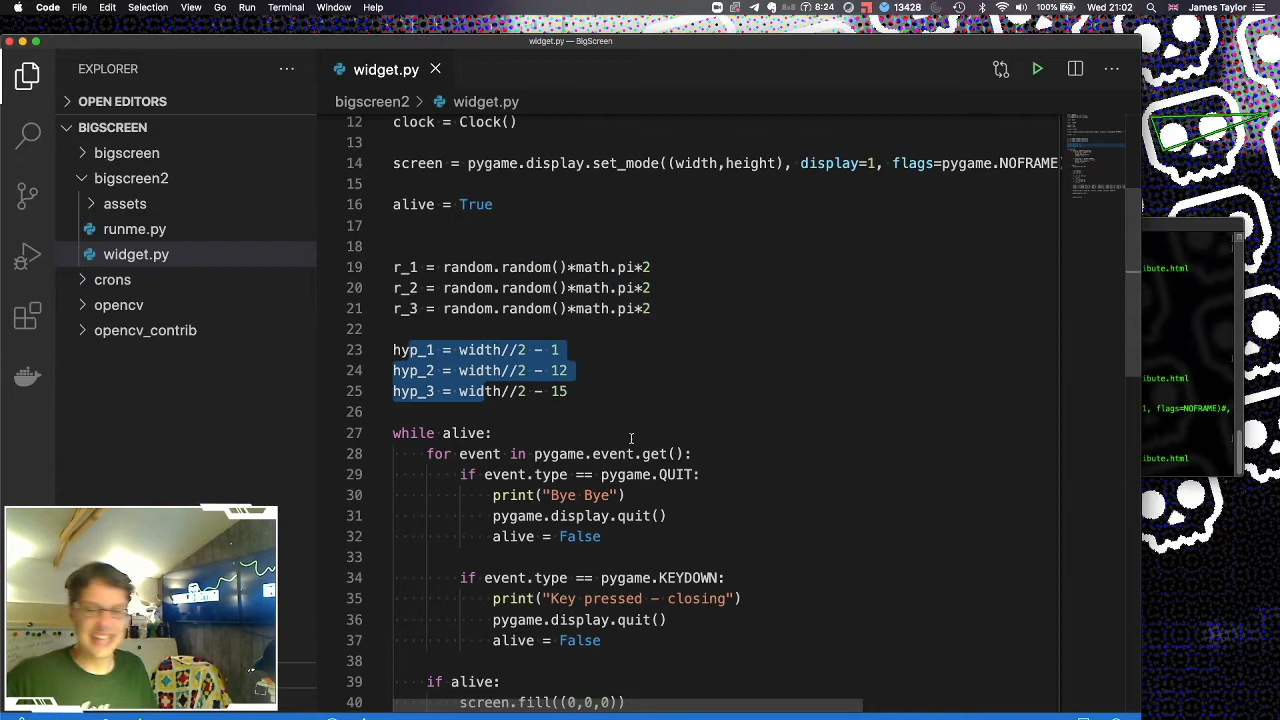 Code File Edit Selection View Go Run Terminal Window Help 8x8 8:24 13428 100% Wed 21:02 James Taylor
widget.py — BigScreen
EXPLORER
OPEN EDITORS
BIGSCREEN
bigscreen
bigscreen2
assets
runme.py
widget.py
crons
opencv
opencv_contrib
widget.py
bigscreen2 > widget.py
12 clock = Clock()
13
14 screen = pygame.display.set_mode((width,height), display=1, flags=pygame.NOFRAME
15
16 alive = True
17
18
19 r_1 = random.random()*math.pi*2
20 r_2 = random.random()*math.pi*2
21 r_3 = random.random()*math.pi*2
22
23 hyp_1 = width//2 - 1
24 hyp_2 = width//2 - 12
25 hyp_3 = width//2 - 15
26
27 while alive:
28 for event in pygame.event.get():
29 if event.type == pygame.QUIT:
30 print("Bye Bye")
31 pygame.display.quit()
32 alive = False
33
34 if event.type == pygame.KEYDOWN:
35 print("Key pressed - closing")
36 pygame.display.quit()
37 alive = False
38
39 if alive:
40 screen.fill((0,0,0))
ibute.html
ibute.html
1, flags=NOFRAME)#,
ibute.html